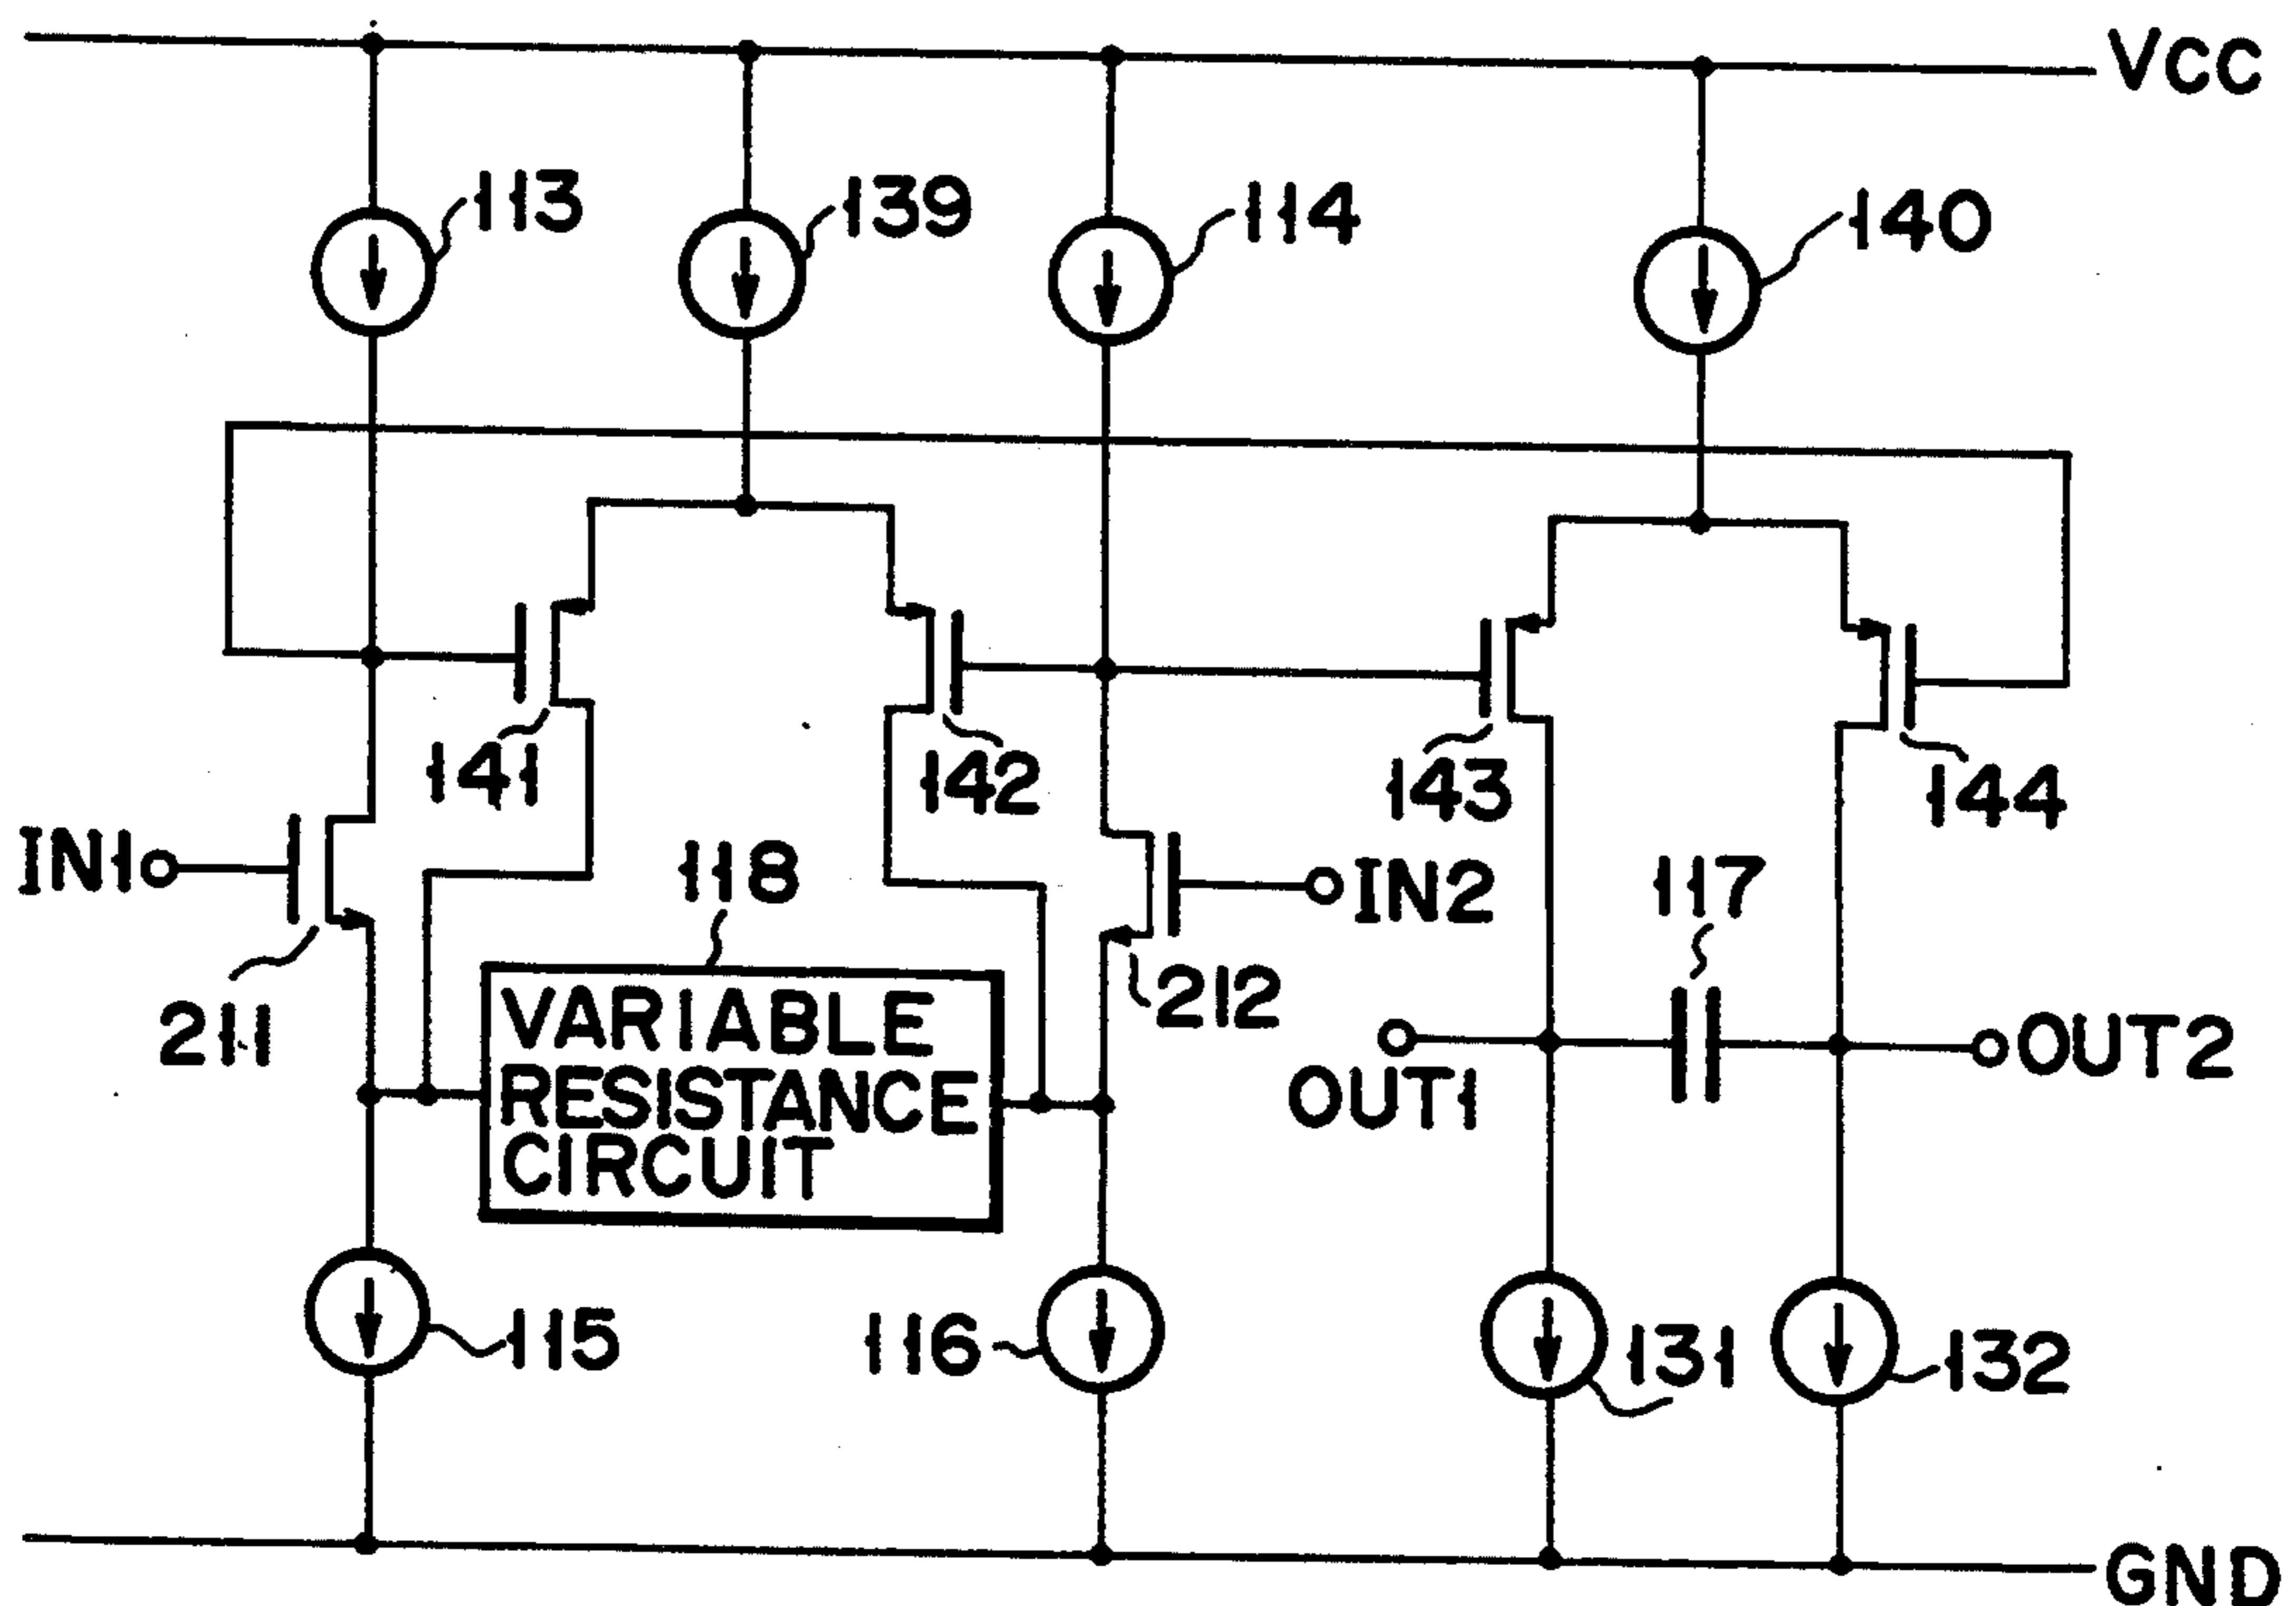 VCC
113
139
114
140
141
142
143
144
IN1
118
IN2
117
211
VARIABLE
RESISTANCE
CIRCUIT
212
OUT1
OUT2
115
116
131
132
GND